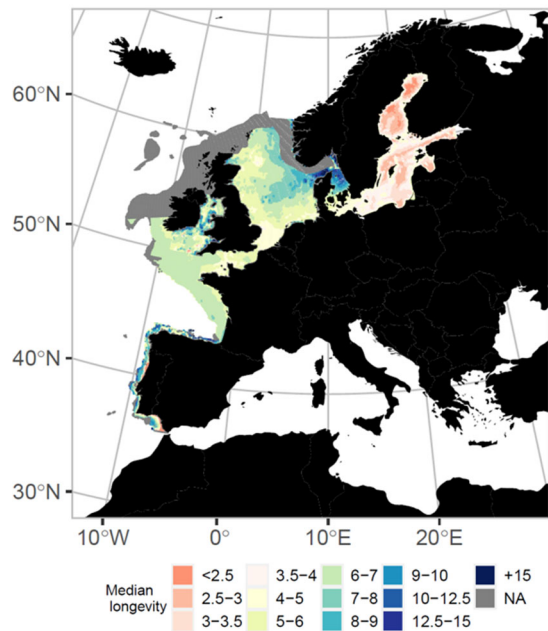 60°N
50°N
40°N
30°N
10°W 0° 10°E 20°E
Median longevity
<2.5 3.5−4 6−7 9−10 +15
2.5−3 4−5 7−8 10−12.5 NA
3−3.5 5−6 8−9 12.5−15